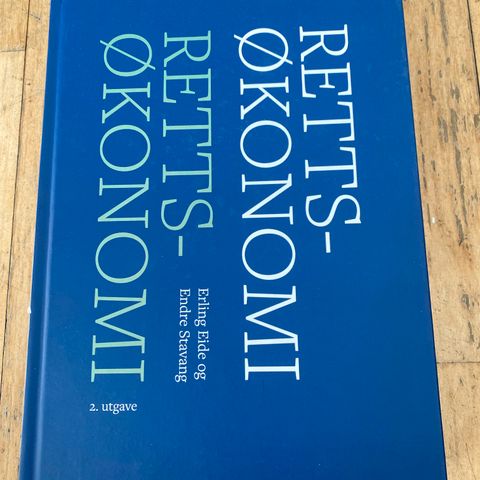 RETTS-
ØKONOMI
RETTS-
ØKONOMI
Erling Eide og
Endre Stavang
2. utgave